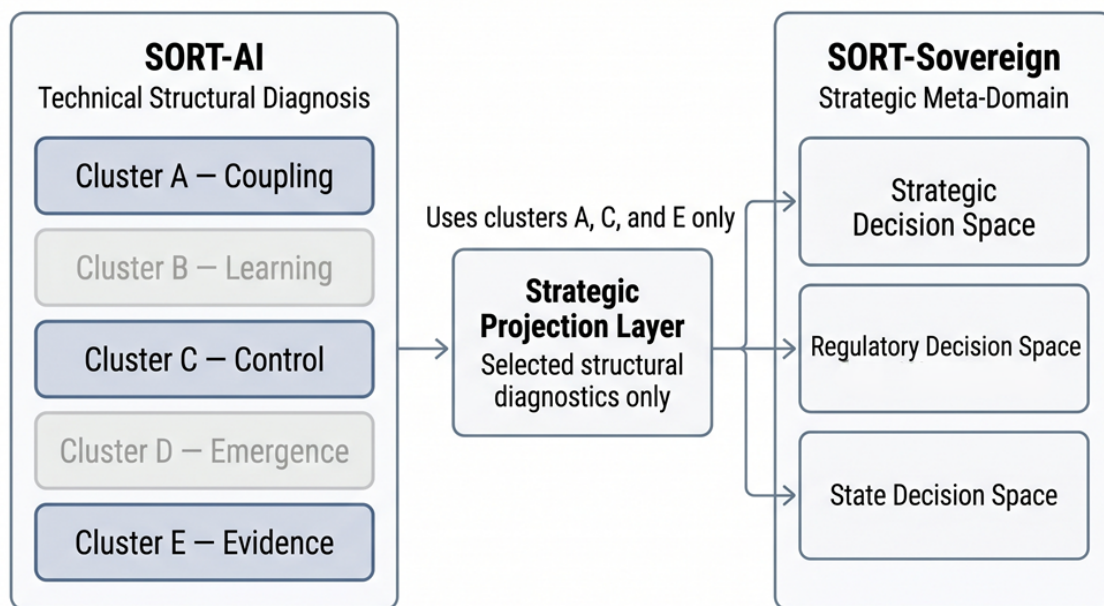 SORT-AI
Technical Structural Diagnosis
Cluster A — Coupling
Cluster B — Learning
Cluster C — Control
Cluster D — Emergence
Cluster E — Evidence
Uses clusters A, C, and E only
Strategic
Projection Layer
Selected structural
diagnostics only
SORT-Sovereign
Strategic Meta-Domain
Strategic
Decision Space
Regulatory Decision Space
State Decision Space